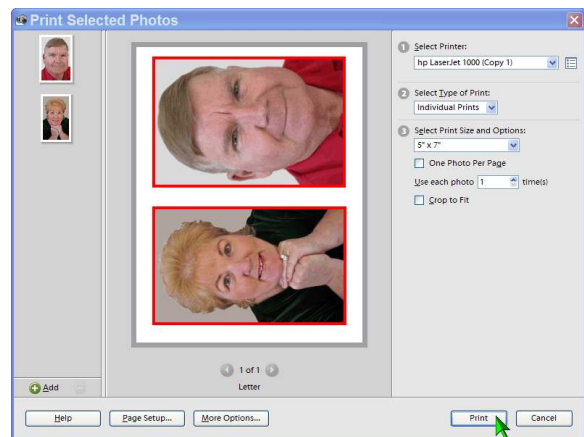 Print Selected Photos
1 Select Printer:
hp LaserJet 1000 (Copy 1)
2 Select Type of Print:
Individual Prints
3 Select Print Size and Options:
5" x 7"
One Photo Per Page
Use each photo 1 time(s)
Crop to Fit
1 of 1
Letter
Add
Help
Page Setup...
More Options...
Print
Cancel